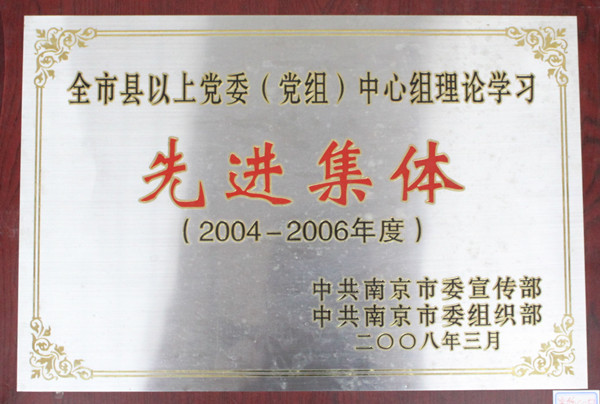 全市县以上党委（党组）中心组理论学习
先进集体
（2004-2006年度）
中共南京市委宣传部
中共南京市委组织部
二〇〇八年三月